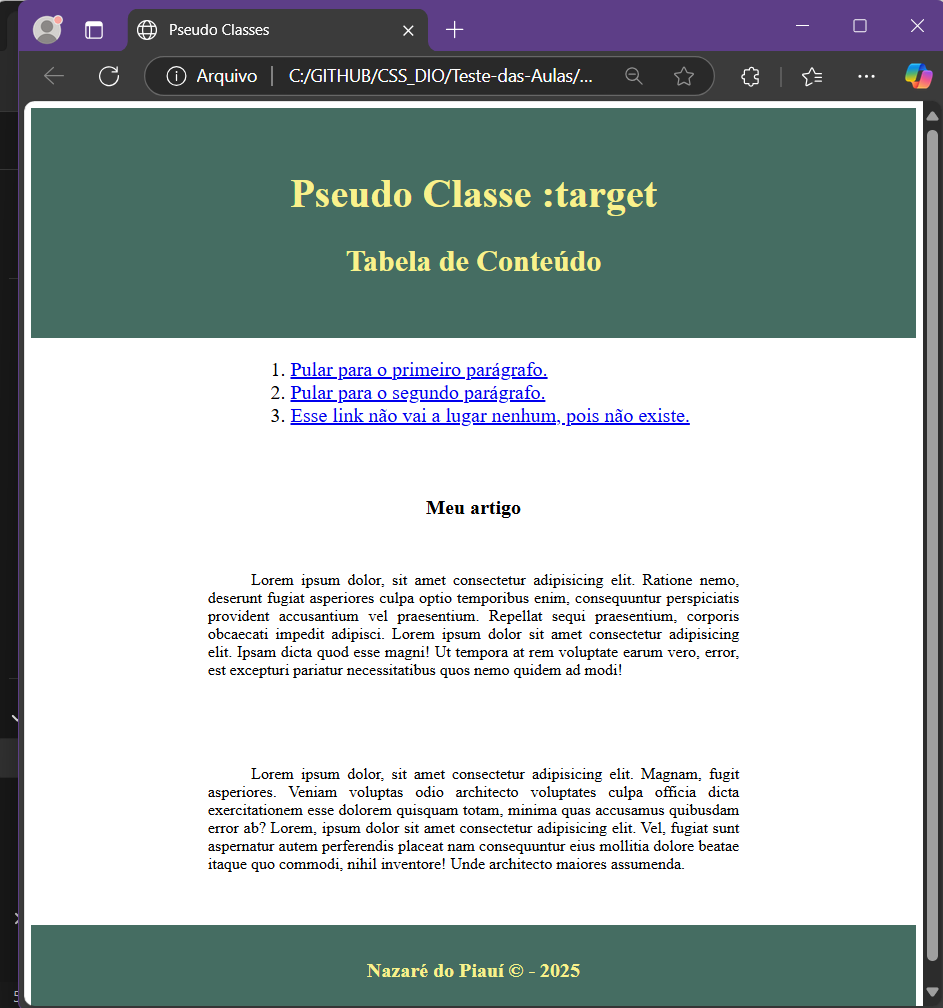 Pseudo Classes
Arquivo
C:/GITHUB/CSS_DIO/Teste-das-Aulas/...
Pseudo Classe :target
Tabela de Conteúdo
1. Pular para o primeiro parágrafo.
2. Pular para o segundo parágrafo.
3. Esse link não vai a lugar nenhum, pois não existe.
Meu artigo
Lorem ipsum dolor, sit amet consectetur adipisicing elit. Ratione nemo,
deserunt fugiat asperiores culpa optio temporibus enim, consequuntur perspiciatis
provident accusantium vel praesentium. Repellat sequi praesentium, corporis
obcaecati impedit adipisci. Lorem ipsum dolor sit amet consectetur adipisicing
elit. Ipsam dicta quod esse magni! Ut tempora at rem voluptate earum vero, error,
est excepturi pariatur necessitatibus quos nemo quidem ad modi!
Lorem ipsum dolor, sit amet consectetur adipisicing elit. Magnam, fugit
asperiores. Veniam voluptas odio architecto voluptates culpa officia dicta
exercitationem esse dolorem quisquam totam, minima quas accusamus quibusdam
error ab? Lorem, ipsum dolor sit amet consectetur adipisicing elit. Vel, fugiat sunt
aspernatur autem perferendis placeat nam consequuntur eius mollitia dolore beatae
itaque quo commodi, nihil inventore! Unde architecto maiores assumenda.
Nazaré do Piauí © - 2025